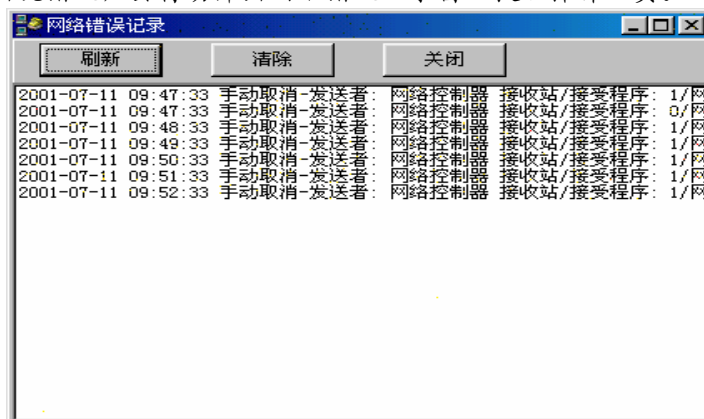 网络错误记录
刷新 清除 关闭
2001-07-11 09:47:33 手动取消-发送者: 网络控制器 接收站/接受程序: 1/网
2001-07-11 09:47:33 手动取消-发送者: 网络控制器 接收站/接受程序: 0/网
2001-07-11 09:48:33 手动取消-发送者: 网络控制器 接收站/接受程序: 1/网
2001-07-11 09:49:33 手动取消-发送者: 网络控制器 接收站/接受程序: 1/网
2001-07-11 09:50:33 手动取消-发送者: 网络控制器 接收站/接受程序: 1/网
2001-07-11 09:51:33 手动取消-发送者: 网络控制器 接收站/接受程序: 1/网
2001-07-11 09:52:33 手动取消-发送者: 网络控制器 接收站/接受程序: 1/网